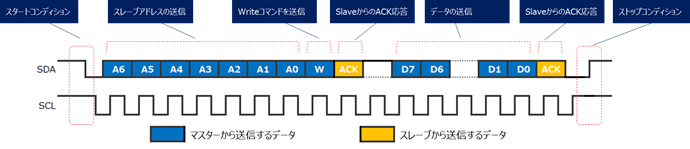 スタートコンディション
スレーブアドレスの送信
Writeコマンドを送信
SlaveからのACK応答
データの送信
SlaveからのACK応答
ストップコンディション
SDA
A6 A5 A4 A3 A2 A1 A0 W ACK D7 D6 D1 D0 ACK
SCL
マスターから送信するデータ
スレーブから送信するデータ